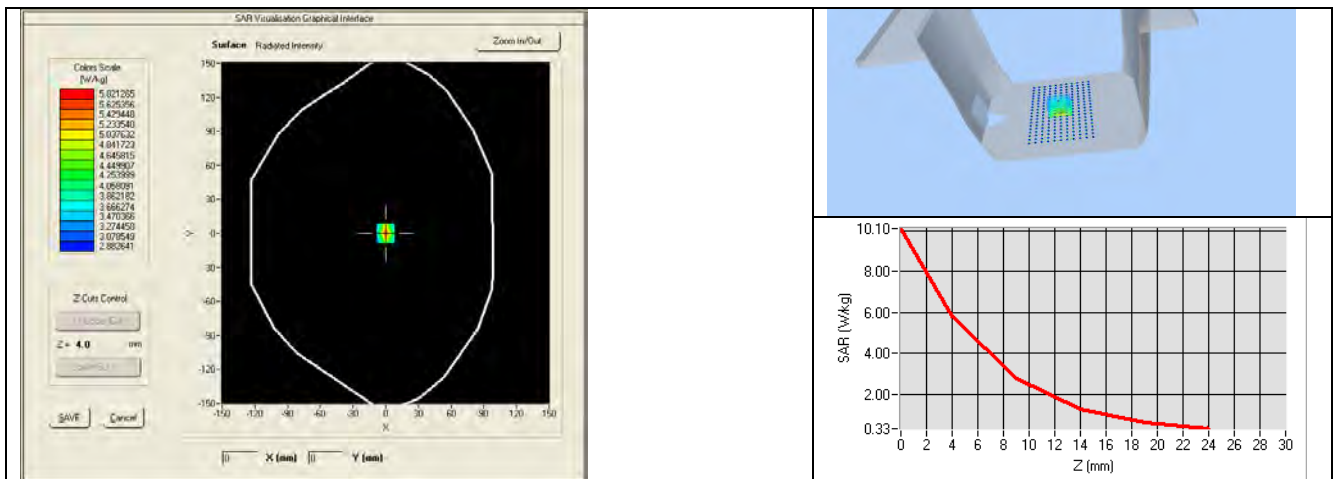 SAR Visualisation Graphical Interface
Surface Radiated Intensity
Zoom In/Out
Colors Scale
(W/kg)
5.821265
5.625356
5.429448
5.233540
5.037632
4.841723
4.645815
4.449907
4.253999
4.058091
3.862182
3.666274
3.470366
3.274458
3.078549
2.882641
150-
120-
90-
60-
30-
0-
-30-
-60-
-90-
-120-
-150-
Y
-150 -120 -90 -60 -30 0 30 60 90 120 150
X
Z Cuts Control
Z = 4.0 mm
SAVE Cancel
0 X (mm) 0 Y (mm)
10.10-
8.00-
6.00-
4.00-
2.00-
0.33-
SAR (W/kg)
0 2 4 6 8 10 12 14 16 18 20 22 24 26 28 30
Z (mm)